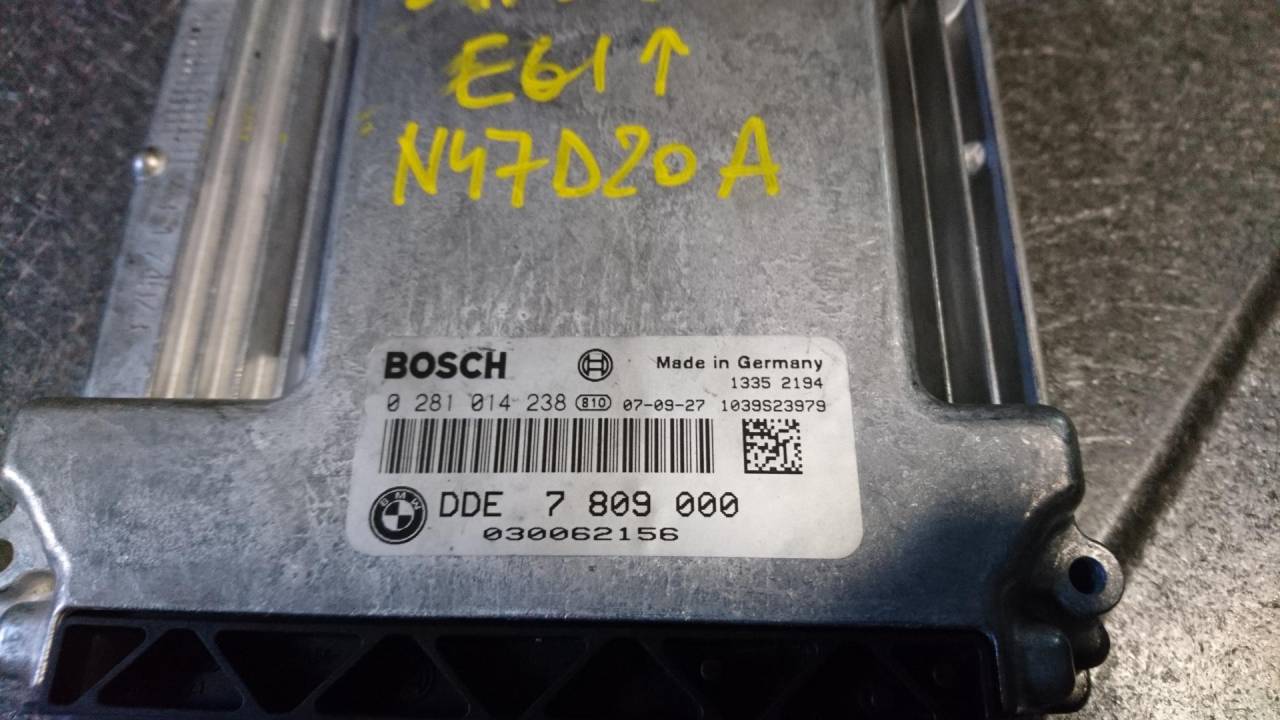 E61↑
N47D20A
BOSCH Made in Germany
1335 2194
0 281 014 238 810 07-09-27 1039S23979
BMW DDE 7 809 000
030062156